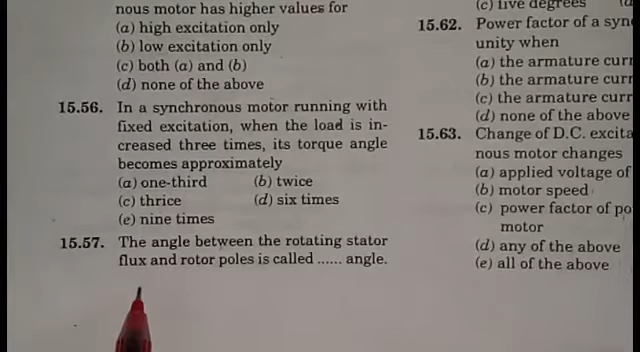 nous motor has higher values for
(a) high excitation only
(b) low excitation only
(c) both (a) and (b)
(d) none of the above
15.56. In a synchronous motor running with
fixed excitation, when the load is in-
creased three times, its torque angle
becomes approximately
(a) one-third (b) twice
(c) thrice (d) six times
(e) nine times
15.57. The angle between the rotating stator
flux and rotor poles is called ...... angle.
(c) five degrees
15.62. Power factor of a syn
unity when
(a) the armature curr
(b) the armature curr
(c) the armature curr
(d) none of the above
15.63. Change of D.C. excita
nous motor changes
(a) applied voltage of
(b) motor speed
(c) power factor of po
motor
(d) any of the above
(e) all of the above